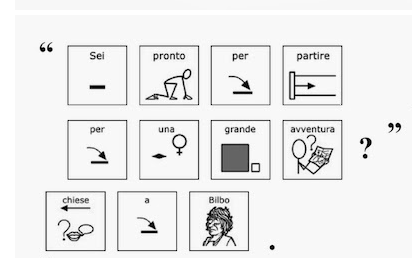 “ Sei pronto per partire
per una grande avventura ? ”
chiese a Bilbo .